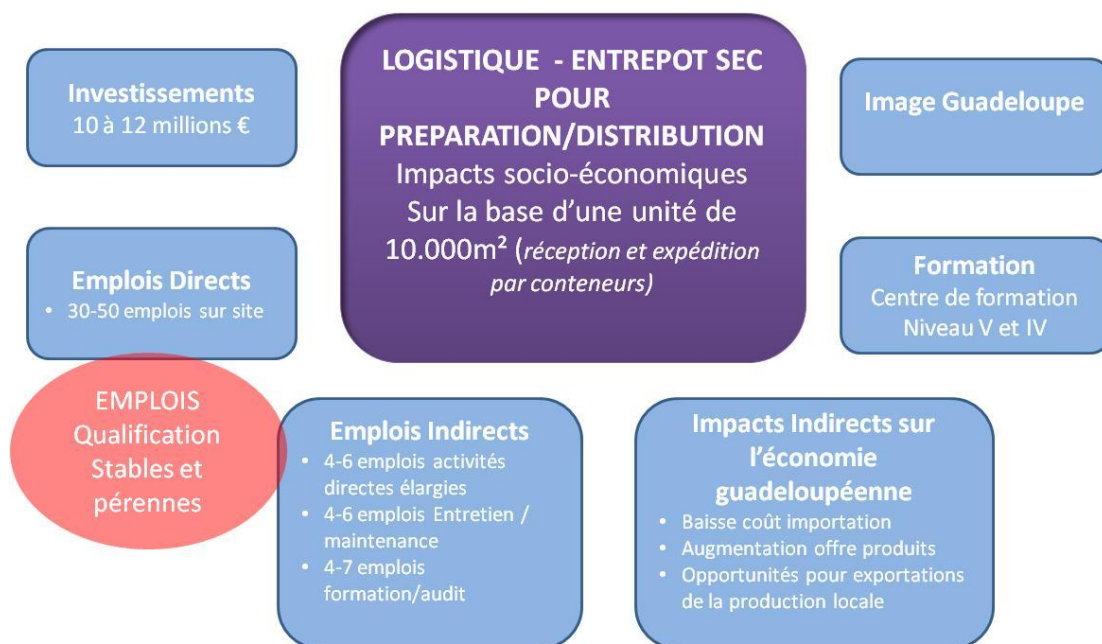 Investissements
10 à 12 millions €
LOGISTIQUE - ENTREPOT SEC
POUR
PREPARATION/DISTRIBUTION
Impacts socio-économiques
Sur la base d'une unité de
10.000m² (réception et expédition
par conteneurs)
Image Guadeloupe
Emplois Directs
• 30-50 emplois sur site
Formation
Centre de formation
Niveau V et IV
EMPLOIS
Qualification
Stables et
pérennes
Emplois Indirects
• 4-6 emplois activités
directes élargies
• 4-6 emplois Entretien /
maintenance
• 4-7 emplois
formation/audit
Impacts Indirects sur
l'économie
guadeloupéenne
• Baisse coût importation
• Augmentation offre produits
• Opportunités pour exportations
de la production locale